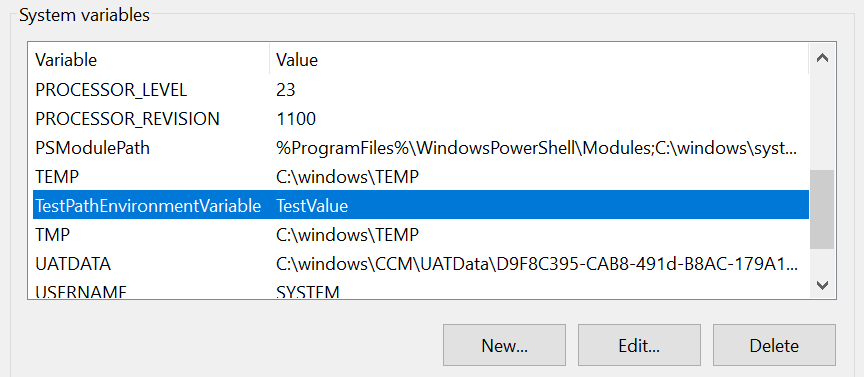 System variables
Variable Value
PROCESSOR_LEVEL 23
PROCESSOR_REVISION 1100
PSModulePath %ProgramFiles%\WindowsPowerShell\Modules;C:\windows\syst...
TEMP C:\windows\TEMP
TestPathEnvironmentVariable TestValue
TMP C:\windows\TEMP
UATDATA C:\windows\CCM\UATData\D9F8C395-CAB8-491d-B8AC-179A1...
USERNAME SYSTEM
New... Edit... Delete